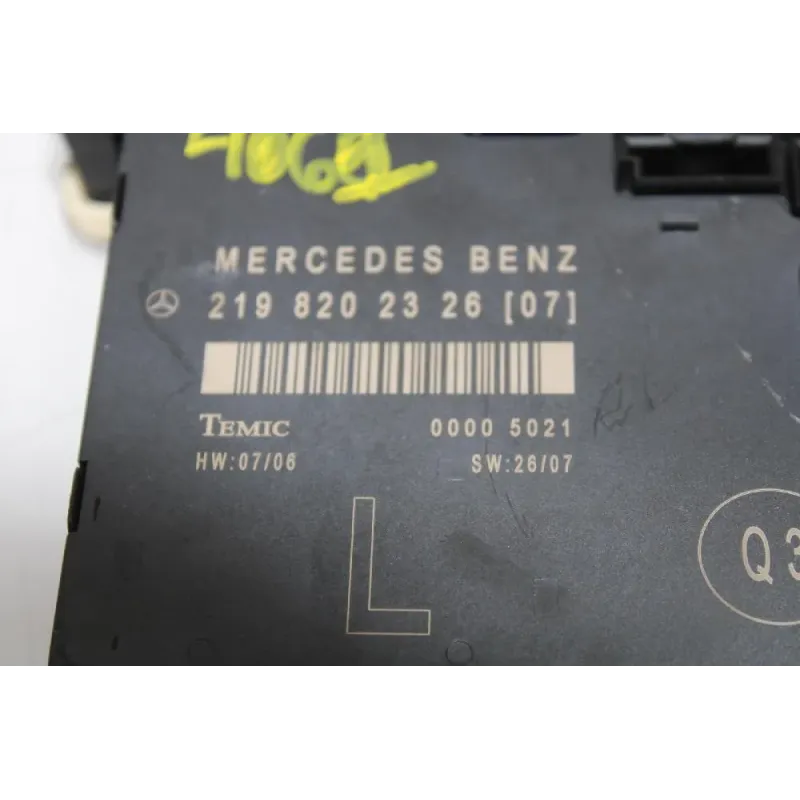 MERCEDES BENZ
219 820 23 26 [07]
TEMIC 0000 5021
HW:07/06 SW:26/07
L
Q3